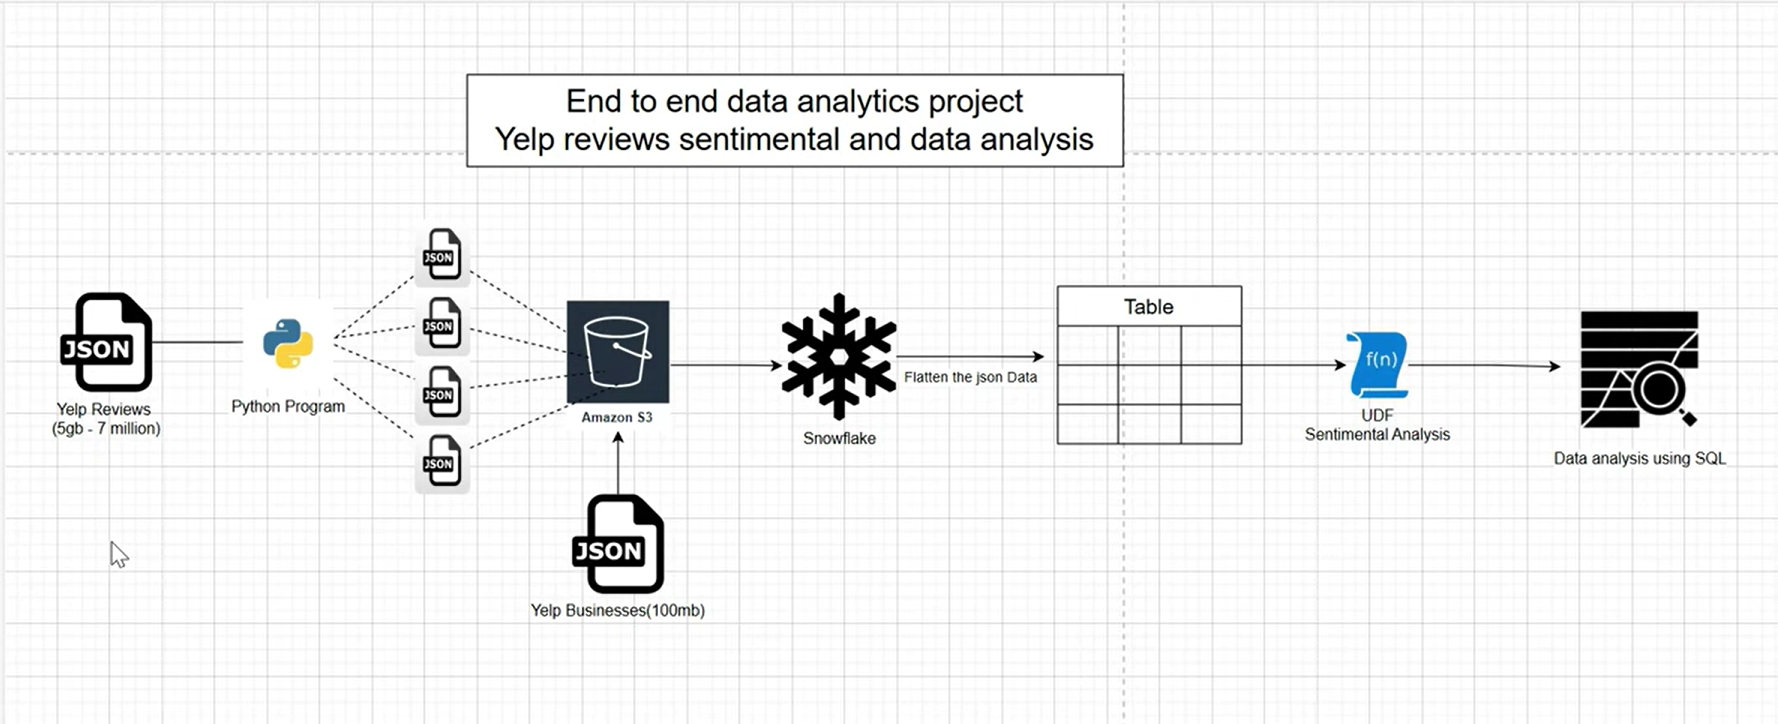 End to end data analytics project
Yelp reviews sentimental and data analysis
JSON
Yelp Reviews
(5gb - 7 million)
Python Program
JSON
JSON
JSON
JSON
Amazon S3
JSON
Yelp Businesses(100mb)
Snowflake
Flatten the json Data
Table
f(n)
UDF
Sentimental Analysis
Data analysis using SQL